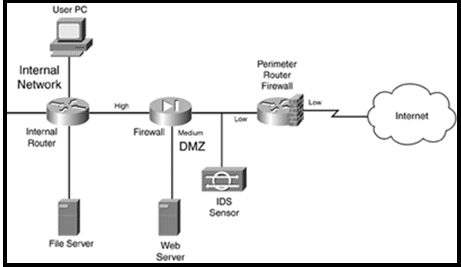 User PC
Internal
Network
Internal
Router
File Server
High
Firewall
Medium
DMZ
Web
Server
Low
IDS
Sensor
Perimeter
Router
Firewall
Low
Internet